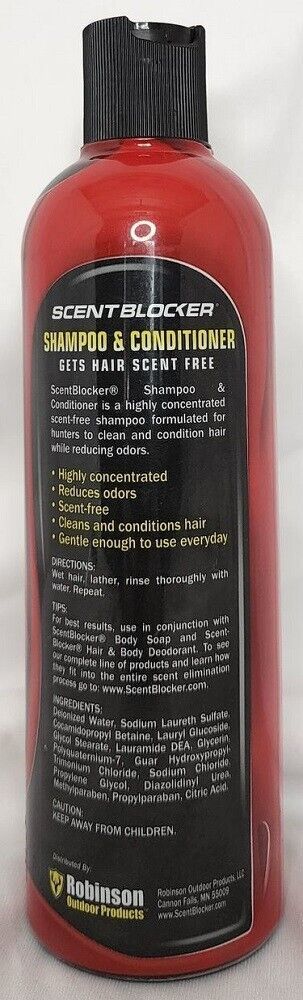 SCENTBLOCKER®
SHAMPOO & CONDITIONER
GETS HAIR SCENT FREE
ScentBlocker® Shampoo &
Conditioner is a highly concentrated
scent-free shampoo formulated for
hunters to clean and condition hair
while reducing odors.
• Highly concentrated
• Reduces odors
• Scent-free
• Cleans and conditions hair
• Gentle enough to use everyday
DIRECTIONS:
Wet hair, lather, rinse thoroughly with
water. Repeat.
TIPS:
For best results, use in conjunction with
ScentBlocker® Body Soap and Scent-
Blocker® Hair & Body Deodorant. To see
our complete line of products and learn how
they fit into the entire scent elimination
process go to: www.ScentBlocker.com.
INGREDIENTS:
Deionized Water, Sodium Laureth Sulfate,
Cocamidopropyl Betaine, Lauryl Glucoside,
Glycol Stearate, Lauramide DEA, Glycerin,
Polyquaternium-7, Guar Hydroxypropyl-
Trimonium Chloride, Sodium Chloride,
Propylene Glycol, Diazolidinyl Urea,
Methylparaben, Propylparaben, Citric Acid.
CAUTION:
KEEP AWAY FROM CHILDREN.
Distributed By:
Robinson
Outdoor Products™
Robinson Outdoor Products, LLC
Cannon Falls, MN 55009
www.ScentBlocker.com